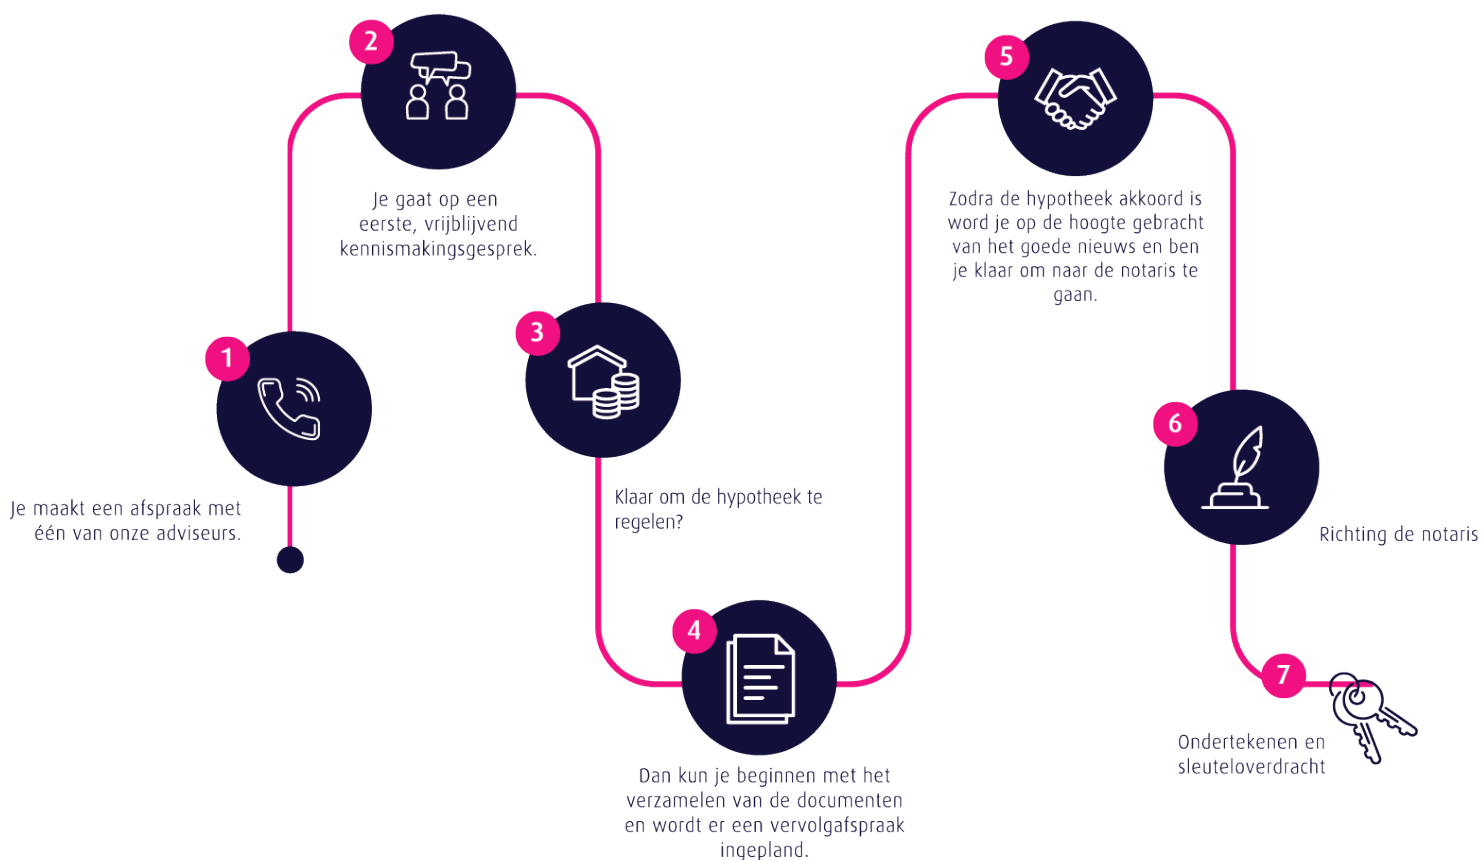 1
Je maakt een afspraak met
één van onze adviseurs.
2
Je gaat op een
eerste, vrijblijvend
kennismakingsgesprek.
3
Klaar om de hypotheek te
regelen?
4
Dan kun je beginnen met het
verzamelen van de documenten
en wordt er een vervolgafspraak
ingepland.
5
Zodra de hypotheek akkoord is
word je op de hoogte gebracht
van het goede nieuws en ben
je klaar om naar de notaris te
gaan.
6
Richting de notaris
7
Ondertekenen en
sleuteloverdracht